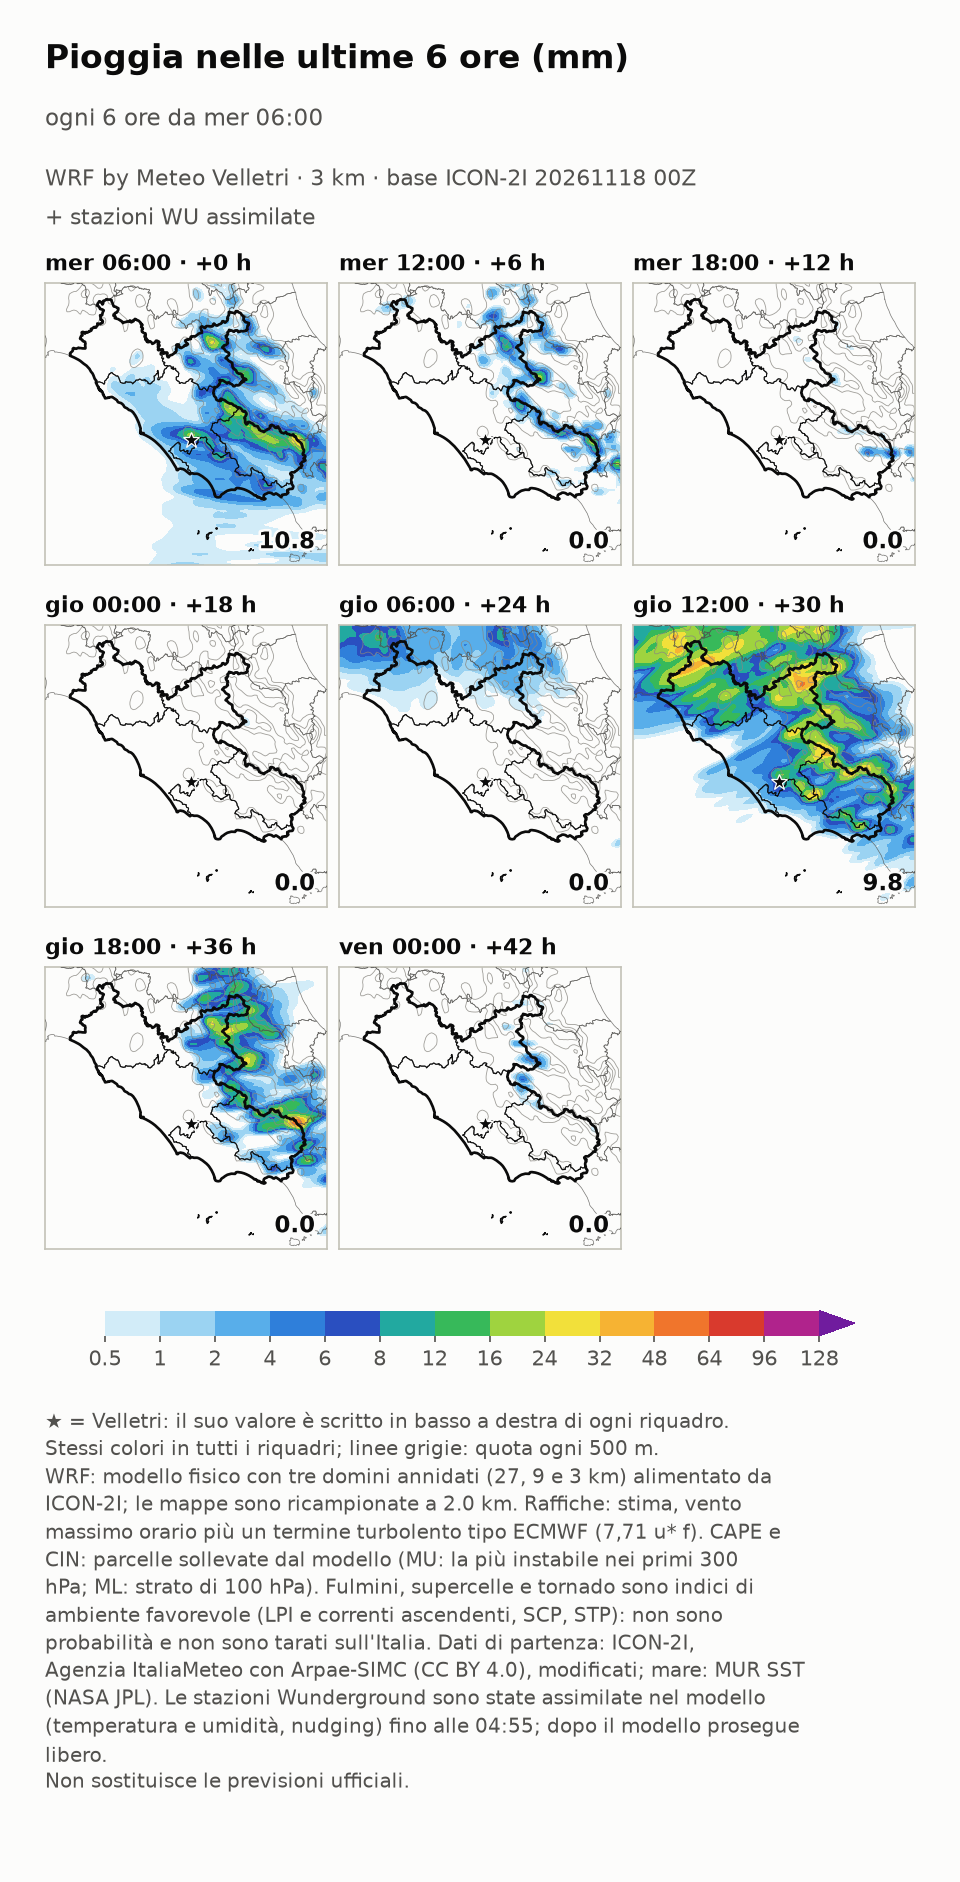 Pioggia nelle ultime 6 ore (mm)
ogni 6 ore da mer 06:00
WRF by Meteo Velletri · 3 km · base ICON-2I 20261118 00Z
+ stazioni WU assimilate
mer 06:00 · +0 h
mer 12:00 · +6 h
mer 18:00 · +12 h
10.8
0.0
0.0
gio 00:00 · +18 h
gio 06:00 · +24 h
gio 12:00 · +30 h
0.0
0.0
9.8
gio 18:00 · +36 h
ven 00:00 · +42 h
0.0
0.0
0.5 1 2 4 6 8 12 16 24 32 48 64 96 128
★ = Velletri: il suo valore è scritto in basso a destra di ogni riquadro.
Stessi colori in tutti i riquadri; linee grigie: quota ogni 500 m.
WRF: modello fisico con tre domini annidati (27, 9 e 3 km) alimentato da
ICON-2I; le mappe sono ricampionate a 2.0 km. Raffiche: stima, vento
massimo orario più un termine turbolento tipo ECMWF (7,71 u* f). CAPE e
CIN: parcelle sollevate dal modello (MU: la più instabile nei primi 300
hPa; ML: strato di 100 hPa). Fulmini, supercelle e tornado sono indici di
ambiente favorevole (LPI e correnti ascendenti, SCP, STP): non sono
probabilità e non sono tarati sull'Italia. Dati di partenza: ICON-2I,
Agenzia ItaliaMeteo con Arpae-SIMC (CC BY 4.0), modificati; mare: MUR SST
(NASA JPL). Le stazioni Wunderground sono state assimilate nel modello
(temperatura e umidità, nudging) fino alle 04:55; dopo il modello prosegue
libero.
Non sostituisce le previsioni ufficiali.